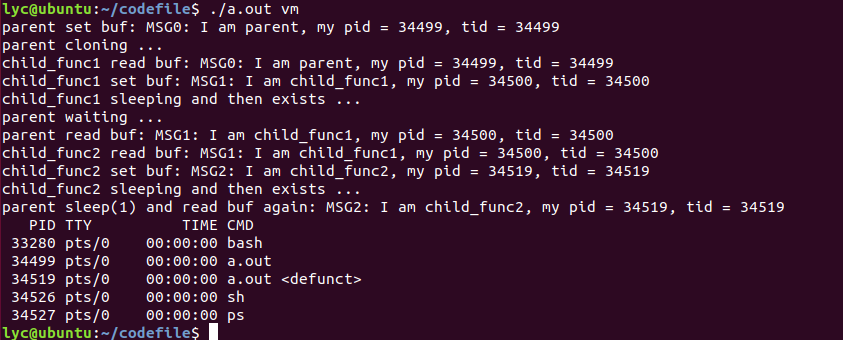 lyc@ubuntu:~/codefile$ ./a.out vm
parent set buf: MSG0: I am parent, my pid = 34499, tid = 34499
parent cloning ...
child_func1 read buf: MSG0: I am parent, my pid = 34499, tid = 34499
child_func1 set buf: MSG1: I am child_func1, my pid = 34500, tid = 34500
child_func1 sleeping and then exists ...
parent waiting ...
parent read buf: MSG1: I am child_func1, my pid = 34500, tid = 34500
child_func2 read buf: MSG1: I am child_func1, my pid = 34500, tid = 34500
child_func2 set buf: MSG2: I am child_func2, my pid = 34519, tid = 34519
child_func2 sleeping and then exists ...
parent sleep(1) and read buf again: MSG2: I am child_func2, my pid = 34519, tid = 34519
PID TTY TIME CMD
33280 pts/0 00:00:00 bash
34499 pts/0 00:00:00 a.out
34519 pts/0 00:00:00 a.out <defunct>
34526 pts/0 00:00:00 sh
34527 pts/0 00:00:00 ps
lyc@ubuntu:~/codefile$